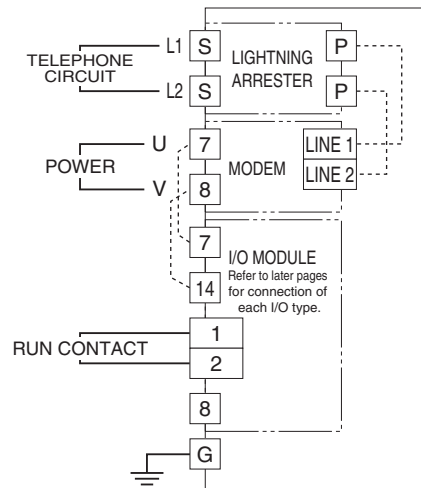 TELEPHONE
CIRCUIT
L1 S
L2 S
LIGHTNING
ARRESTER
P
P
POWER
U 7
V 8
MODEM
LINE 1
LINE 2
7
14
I/O MODULE
Refer to later pages
for connection of
each I/O type.
RUN CONTACT
1
2
8
G